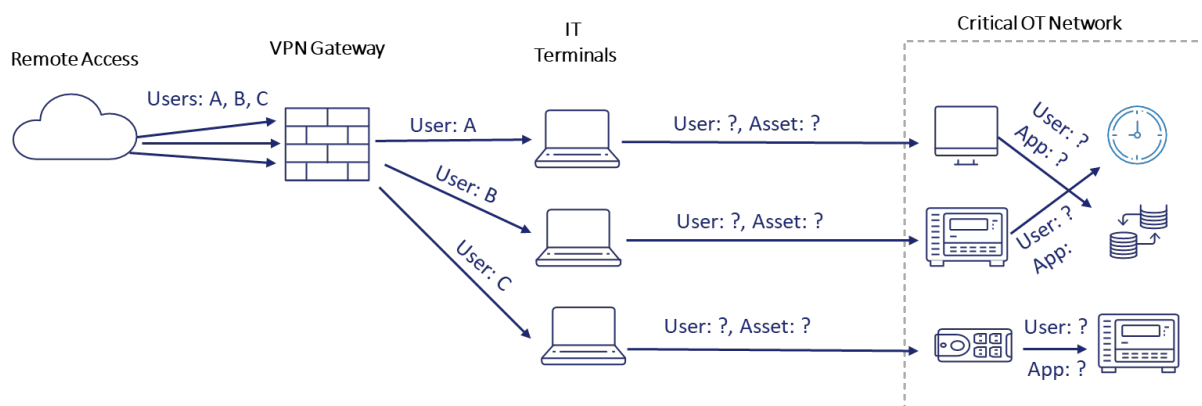 Critical OT Network
VPN Gateway
IT
Terminals
Remote Access
Users: A, B, C
User: A
User: ?, Asset: ?
User: ?
App: ?
User: B
User: ?, Asset: ?
User: ?
App:
User: C
User: ?, Asset: ?
User: ?
App: ?